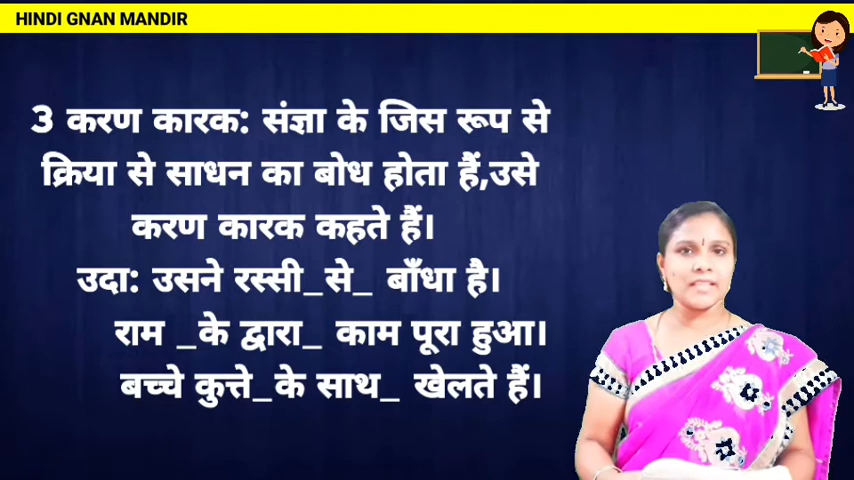 HINDI GNAN MANDIR
3 करण कारक: संज्ञा के जिस रूप से
क्रिया से साधन का बोध होता हैं,उसे
करण कारक कहते हैं।
उदा: उसने रस्सी_से_ बाँधा है।
राम _के द्वारा_ काम पूरा हुआ।
बच्चे कुत्ते_के साथ_ खेलते हैं।